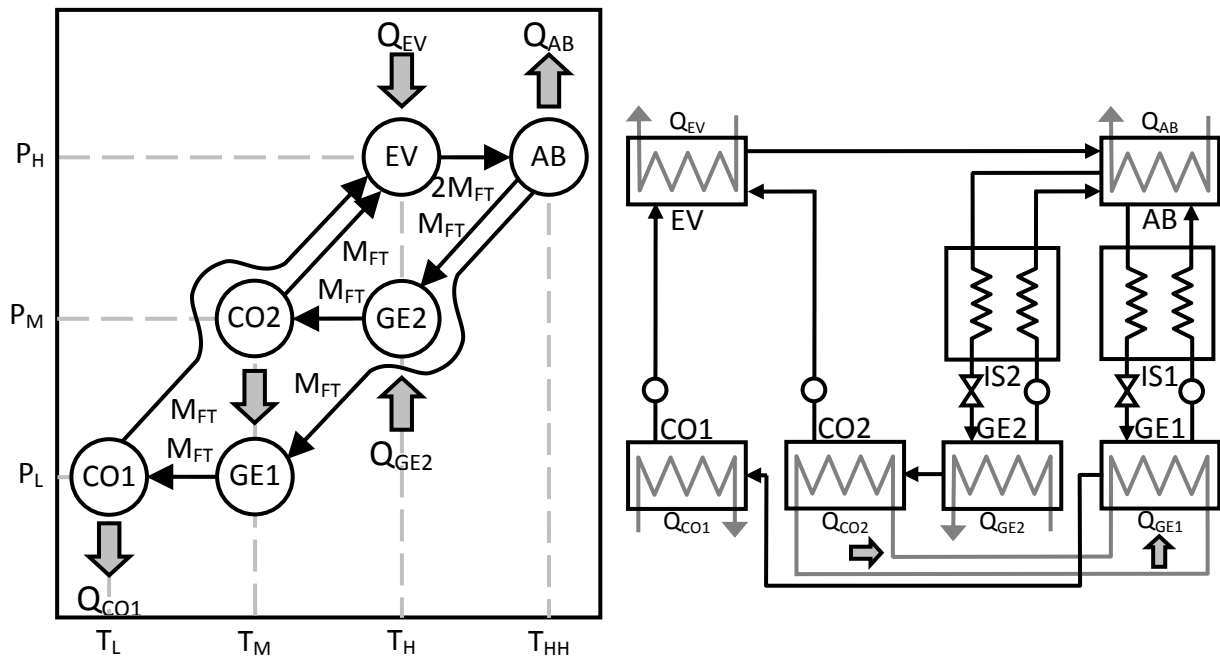 Q_EV Q_AB
P_H EV AB
2M_FT
M_FT
M_FT
M_FT
P_M CO2 GE2
M_FT
M_FT
M_FT
P_L CO1 GE1
Q_GE2
Q_CO1
T_L T_M T_H T_HH
Q_EV Q_AB
EV AB
IS2 IS1
CO1 CO2 GE2 GE1
Q_CO1 Q_CO2 Q_GE2 Q_GE1